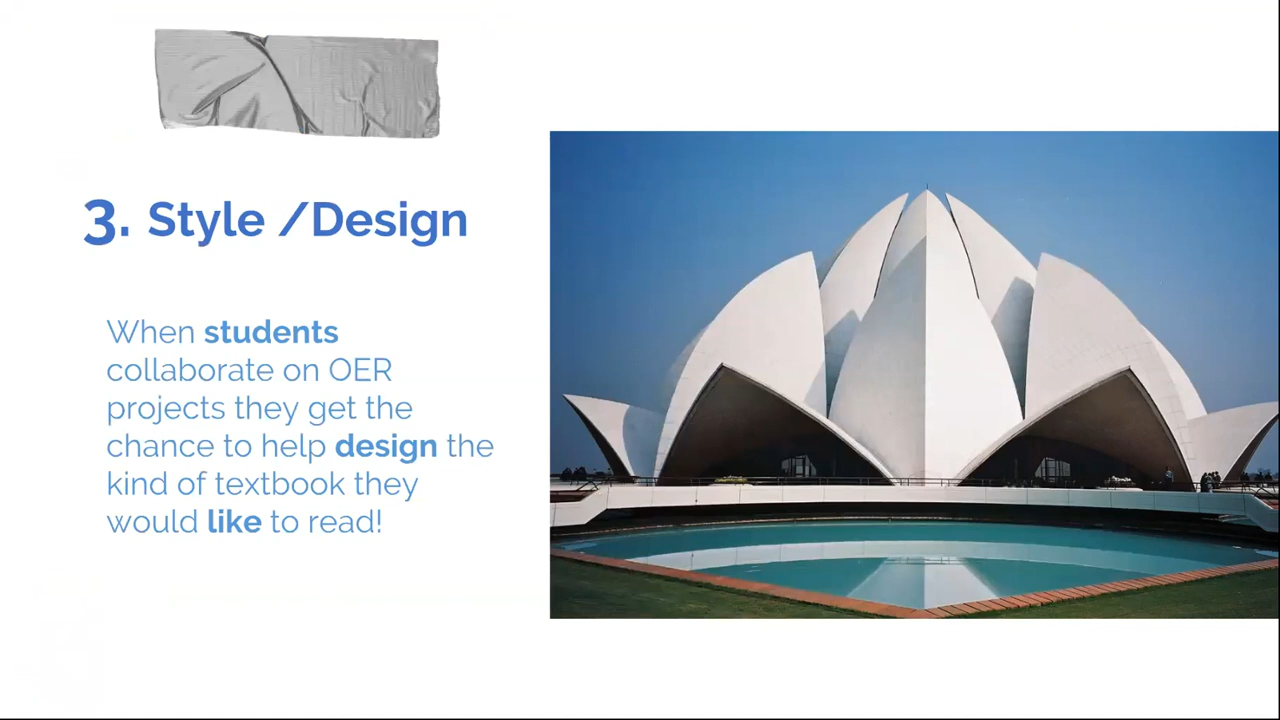 3. Style /Design
When students
collaborate on OER
projects they get the
chance to help design the
kind of textbook they
would like to read!